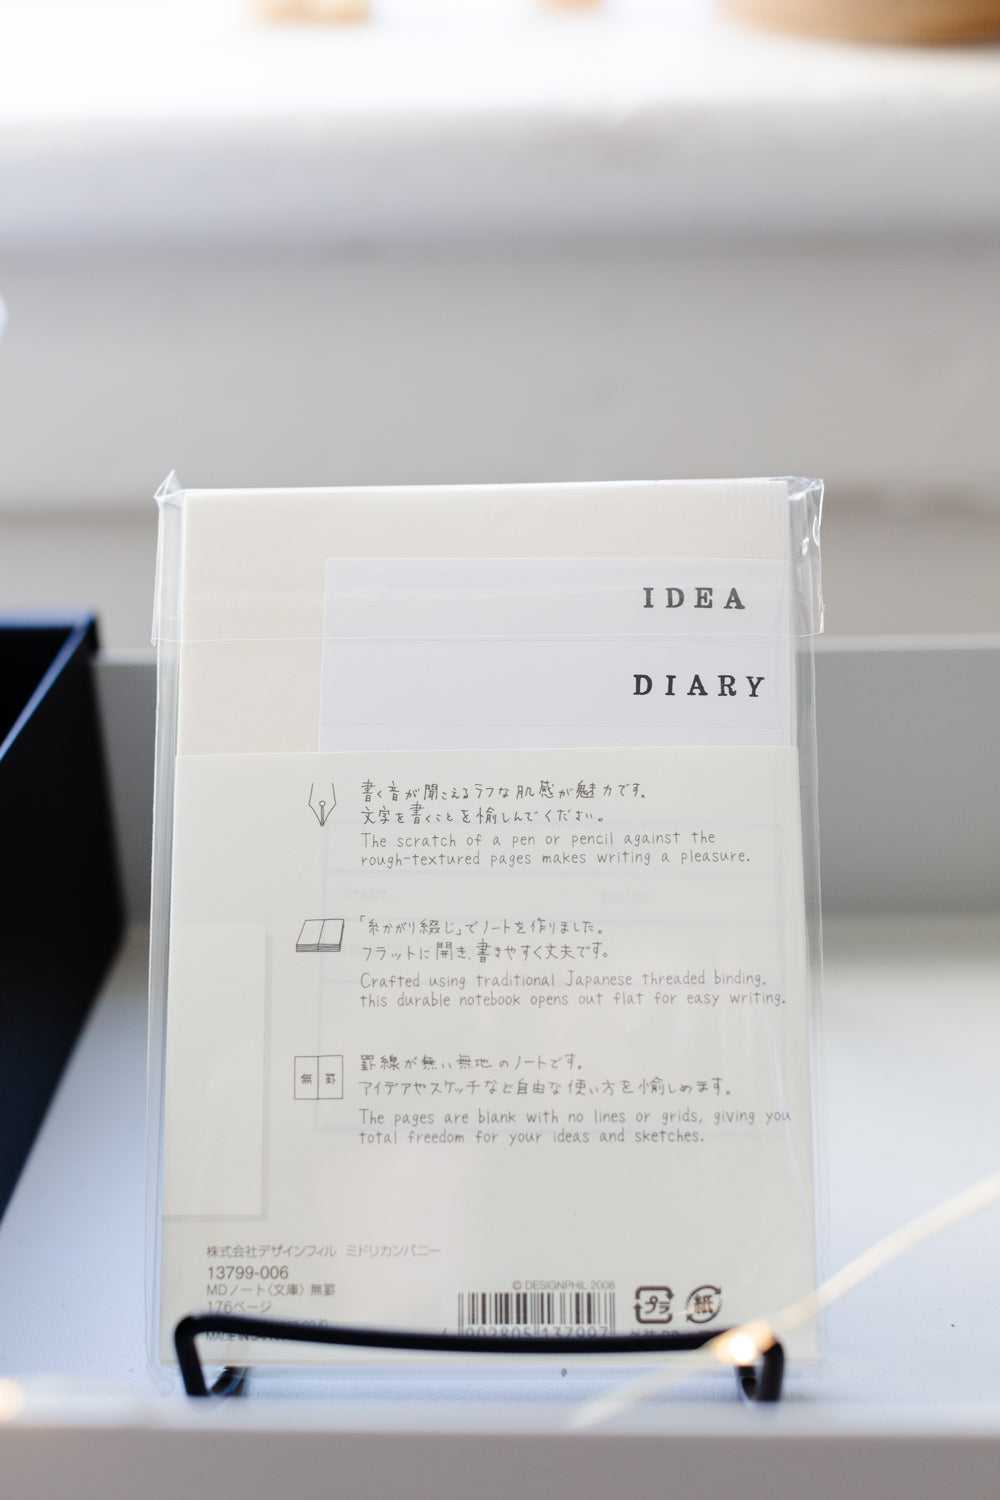 IDEA
DIARY
書く音が聞こえるラフな肌感が魅力です。
文字を書くことを愉しんでください。
The scratch of a pen or pencil against the
rough-textured pages makes writing a pleasure.
「糸かがり綴じ」でノートを作りました。
フラットに開き、書きやすく丈夫です。
Crafted using traditional Japanese threaded binding,
this durable notebook opens out flat for easy writing.
無 罫
罫線が無い無地のノートです。
アイデアやスケッチなど自由な使い方を愉しめます。
The pages are blank with no lines or grids, giving you
total freedom for your ideas and sketches.
株式会社デザインフィル ミドリカンパニー
13799-006
MDノート〈文庫〉無罫
176ページ
© DESIGNPHIL 2008
プラ
紙
902805 137997